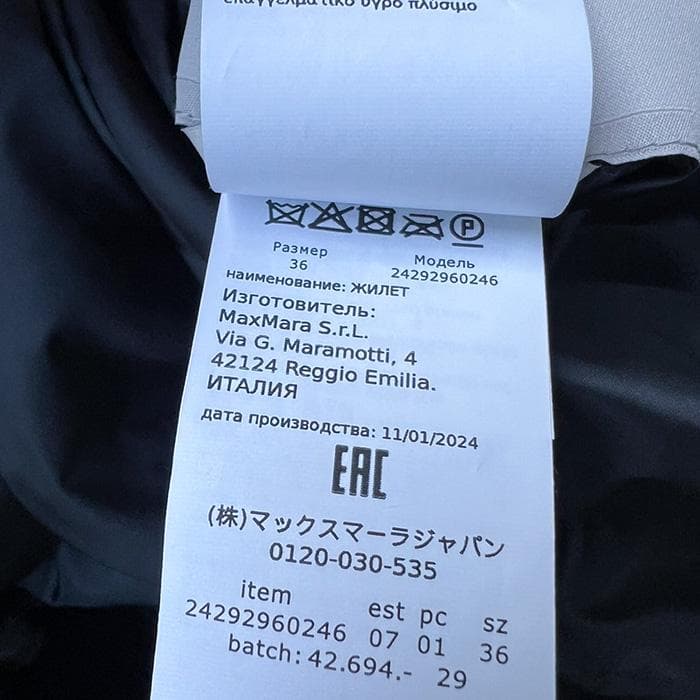 επαγγελματικό υγρό πλύσιμο
P
Размер
36
Модель
24292960246
наименование: ЖИЛЕТ
Изготовитель:
MaxMara S.r.L.
Via G. Maramotti, 4
42124 Reggio Emilia.
ИТАЛИЯ
дата производства: 11/01/2024
EAC
(株)マックスマーラジャパン
0120-030-535
item est pc sz
24292960246 07 01 36
batch: 42.694.- 29